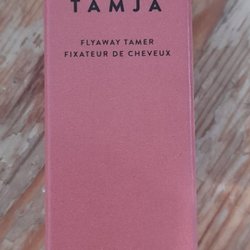 TAMJA
FLYAWAY TAMER
FIXATEUR DE CHEVEUX